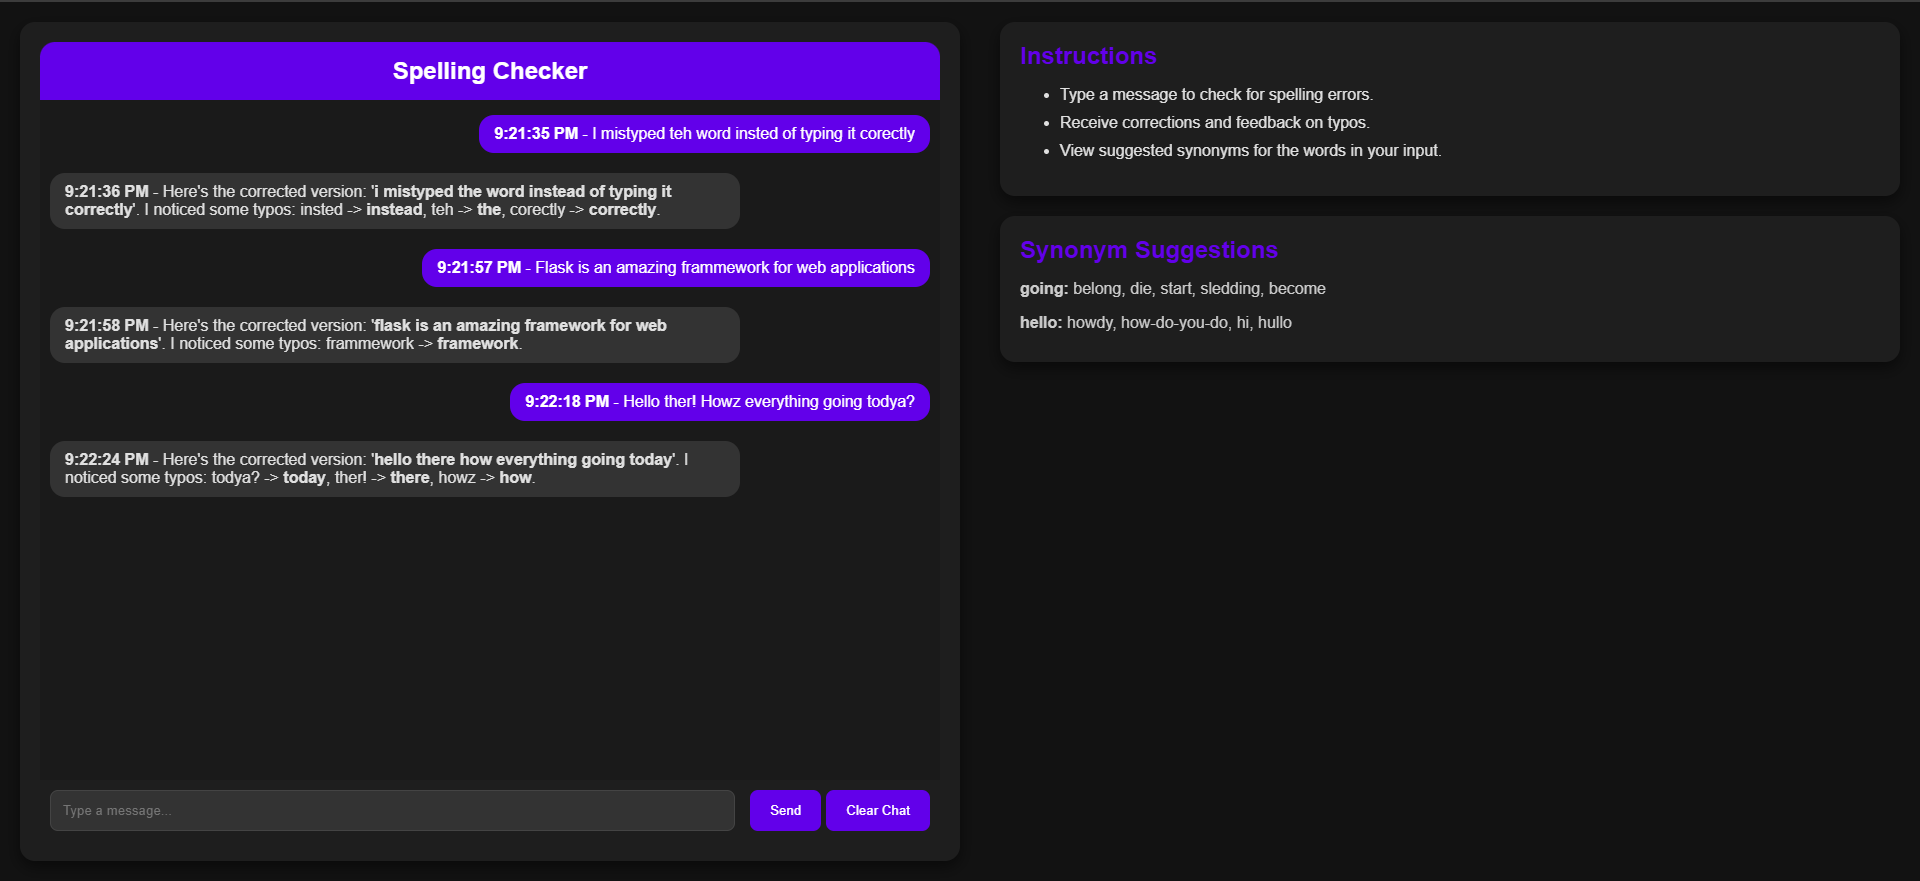 Spelling Checker
9:21:35 PM - I mistyped teh word insted of typing it corectly
9:21:36 PM - Here's the corrected version: 'i mistyped the word instead of typing it
correctly'. I noticed some typos: insted -> instead, teh -> the, corectly -> correctly.
9:21:57 PM - Flask is an amazing frammework for web applications
9:21:58 PM - Here's the corrected version: 'flask is an amazing framework for web
applications'. I noticed some typos: frammework -> framework.
9:22:18 PM - Hello ther! Howz everything going todya?
9:22:24 PM - Here's the corrected version: 'hello there how everything going today'. I
noticed some typos: todya? -> today, ther! -> there, howz -> how.
Type a message...
Send
Clear Chat
Instructions
• Type a message to check for spelling errors.
• Receive corrections and feedback on typos.
• View suggested synonyms for the words in your input.
Synonym Suggestions
going: belong, die, start, sledding, become
hello: howdy, how-do-you-do, hi, hullo